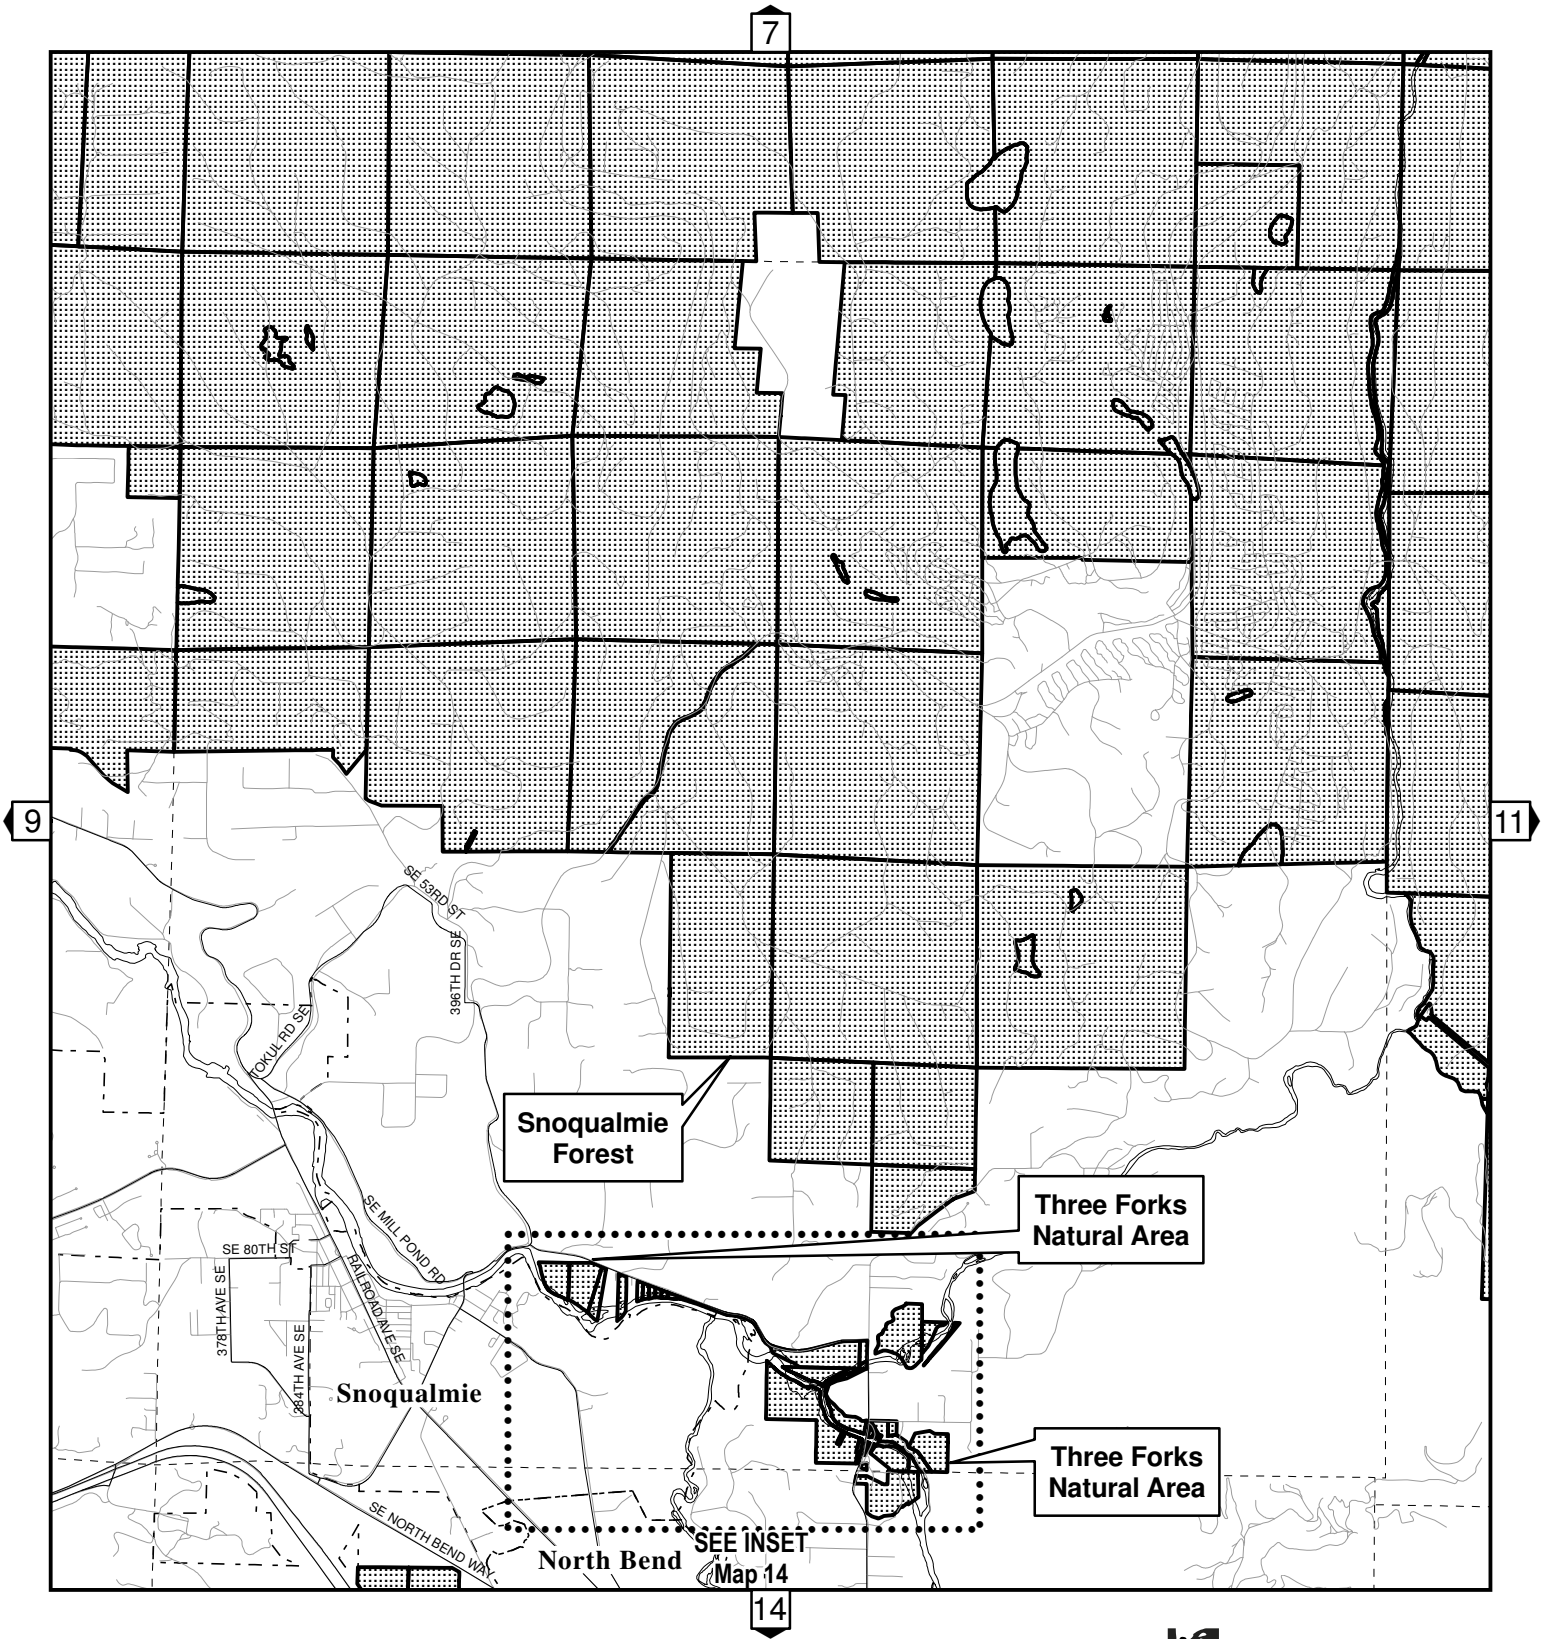 7
9
11
SE 53RD ST
396TH DR SE
TOKUL RD SE
Snoqualmie
Forest
Three Forks
Natural Area
SE MILL POND RD
SE 80TH ST
RAILROAD AVE SE
378TH AVE SE
384TH AVE SE
Snoqualmie
Three Forks
Natural Area
SE NORTH BEND WAY
North Bend
SEE INSET
Map 14
14